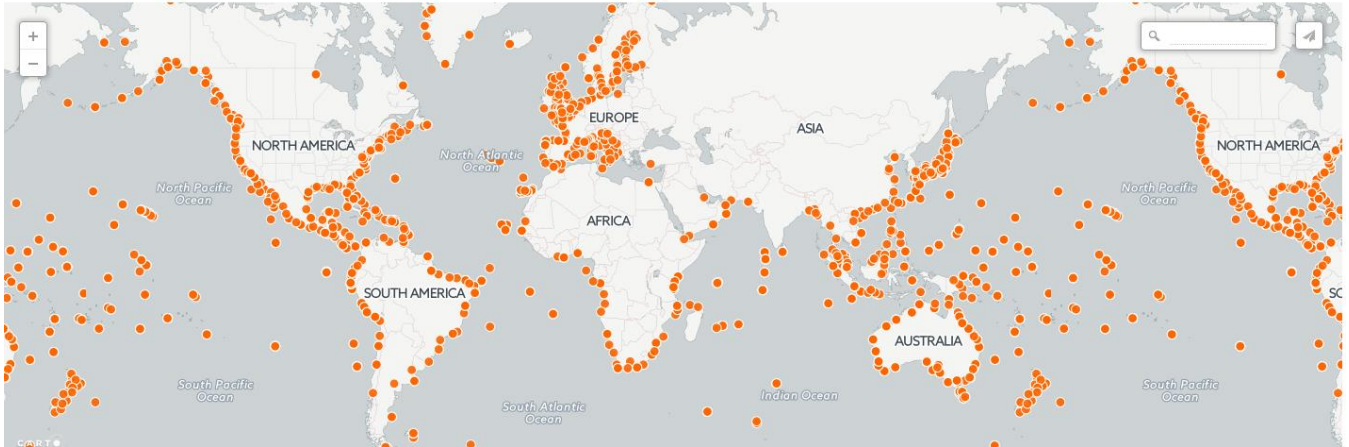 +
−
EUROPE
ASIA
NORTH AMERICA
NORTH AMERICA
North Atlantic
Ocean
North Pacific
Ocean
North Pacific
Ocean
AFRICA
SOUTH AMERICA
SO
AUSTRALIA
South Pacific
Ocean
South Atlantic
Ocean
Indian Ocean
South Pacific
Ocean
CARTO